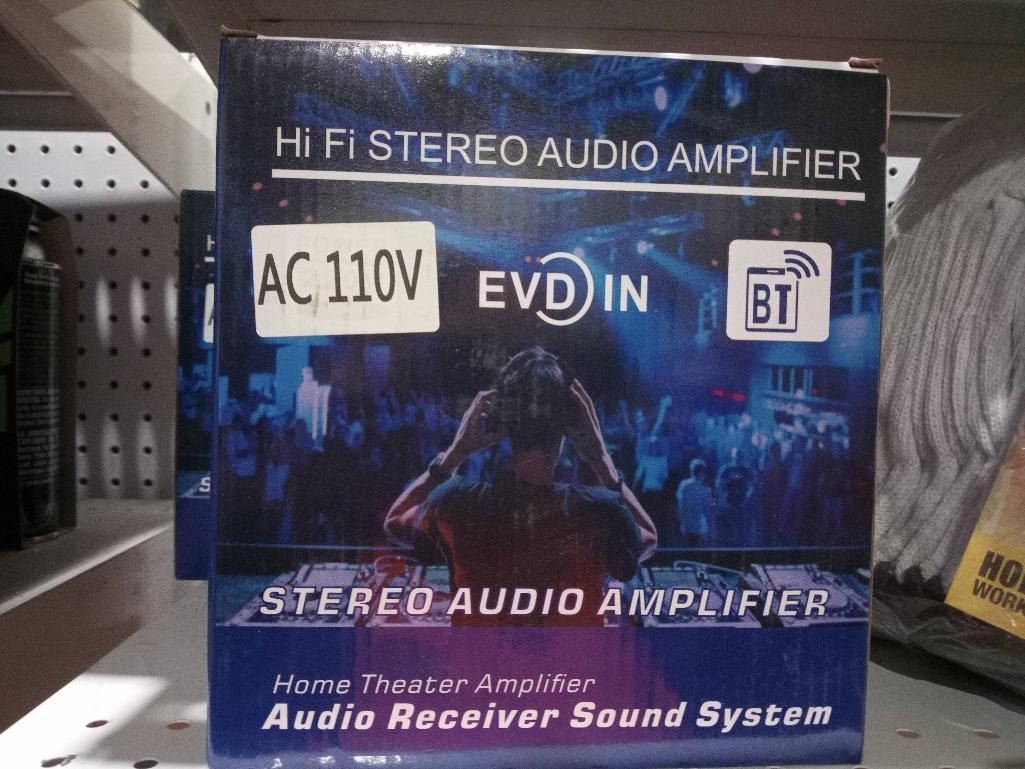 Hi Fi STEREO AUDIO AMPLIFIER
AC 110V
EVD IN
BT
STEREO AUDIO AMPLIFIER
Home Theater Amplifier
Audio Receiver Sound System